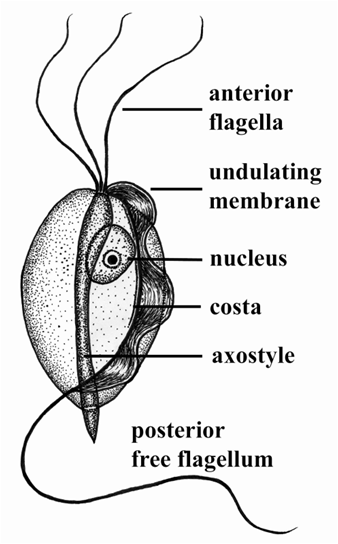 anterior
flagella
undulating
membrane
nucleus
costa
axostyle
posterior
free flagellum